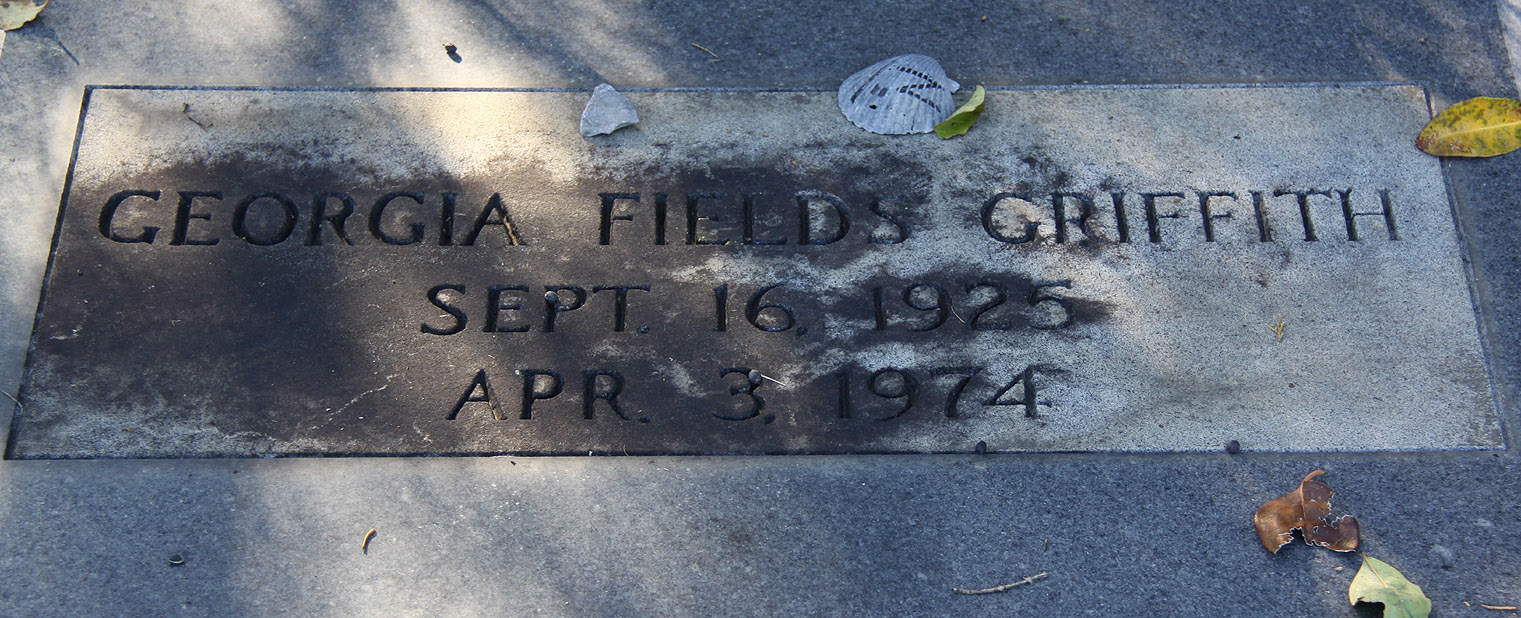 GEORGIA FIELDS GRIFFITH
SEPT. 16, 1925
APR. 3, 1974